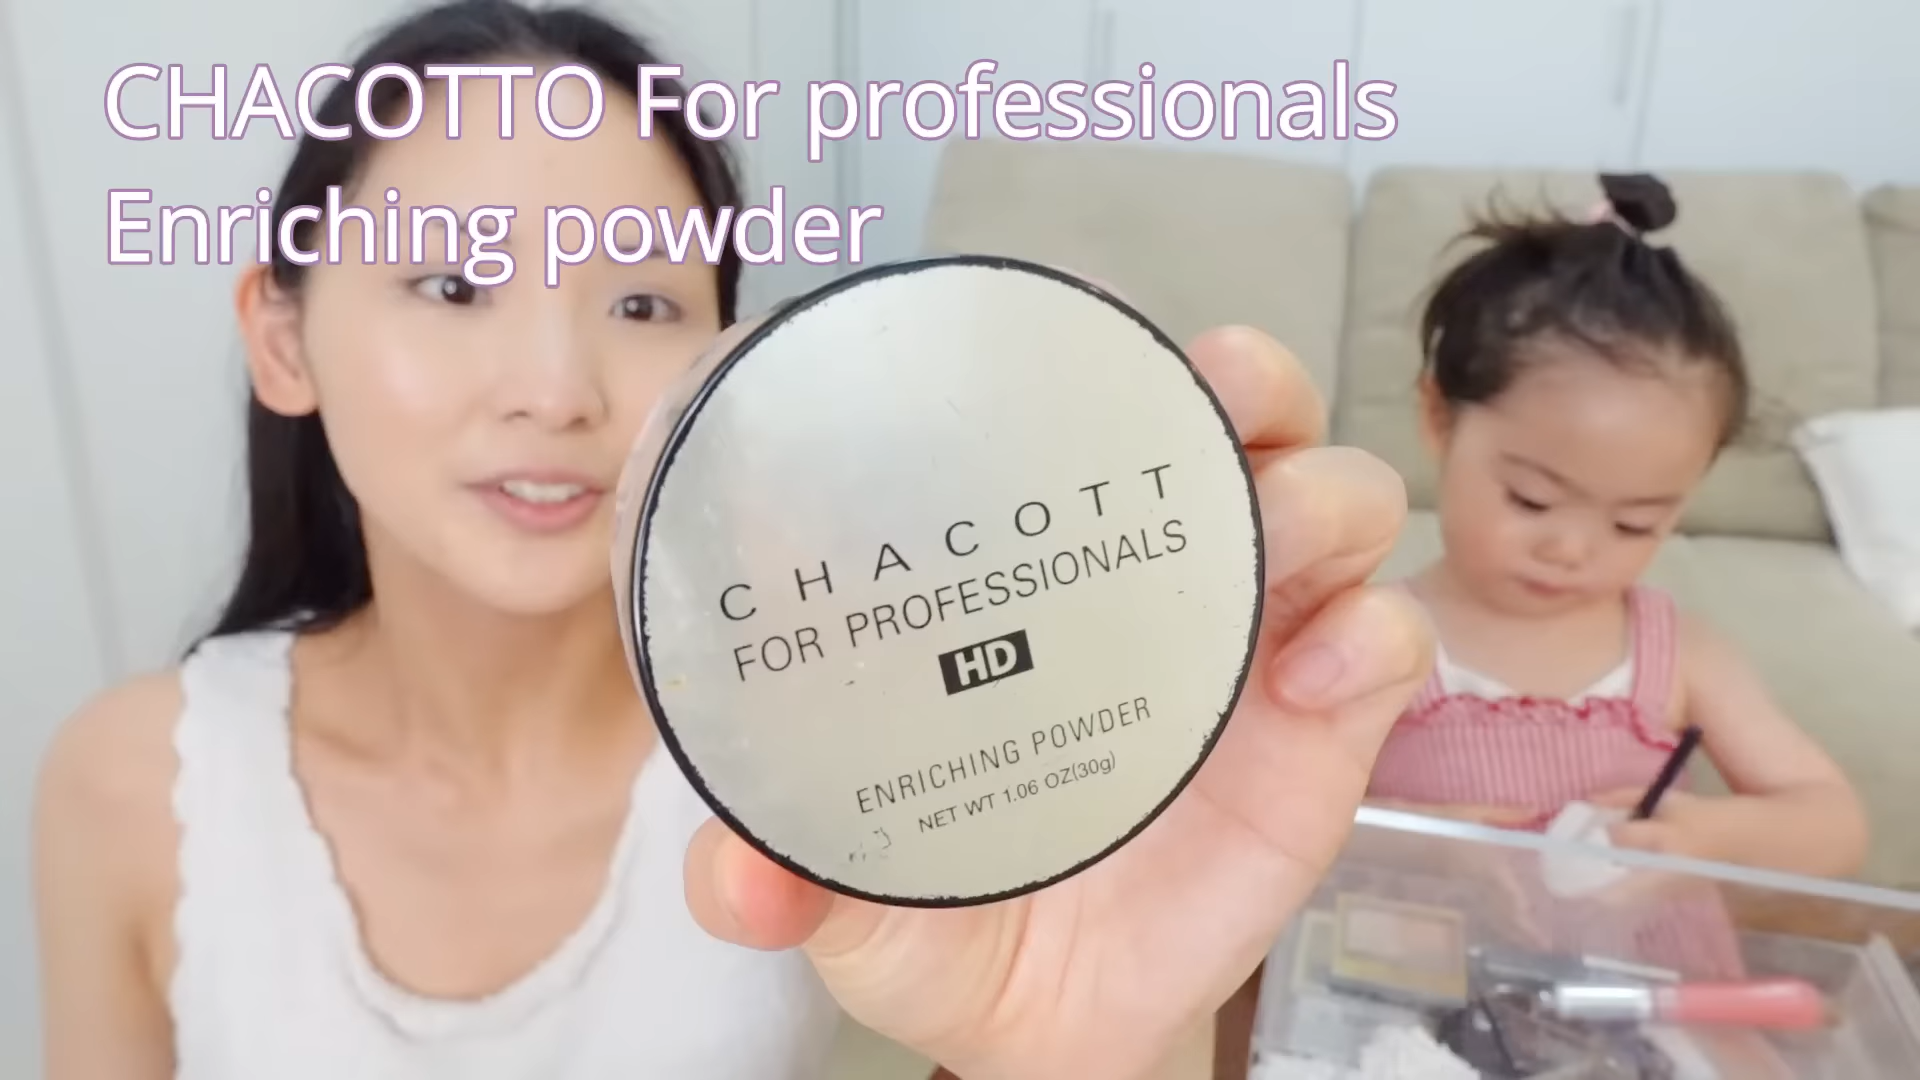 CHACOTTO For professionals
Enriching powder
CHACOTT
FOR PROFESSIONALS
HD
ENRICHING POWDER
NET WT 1.06 OZ(30g)